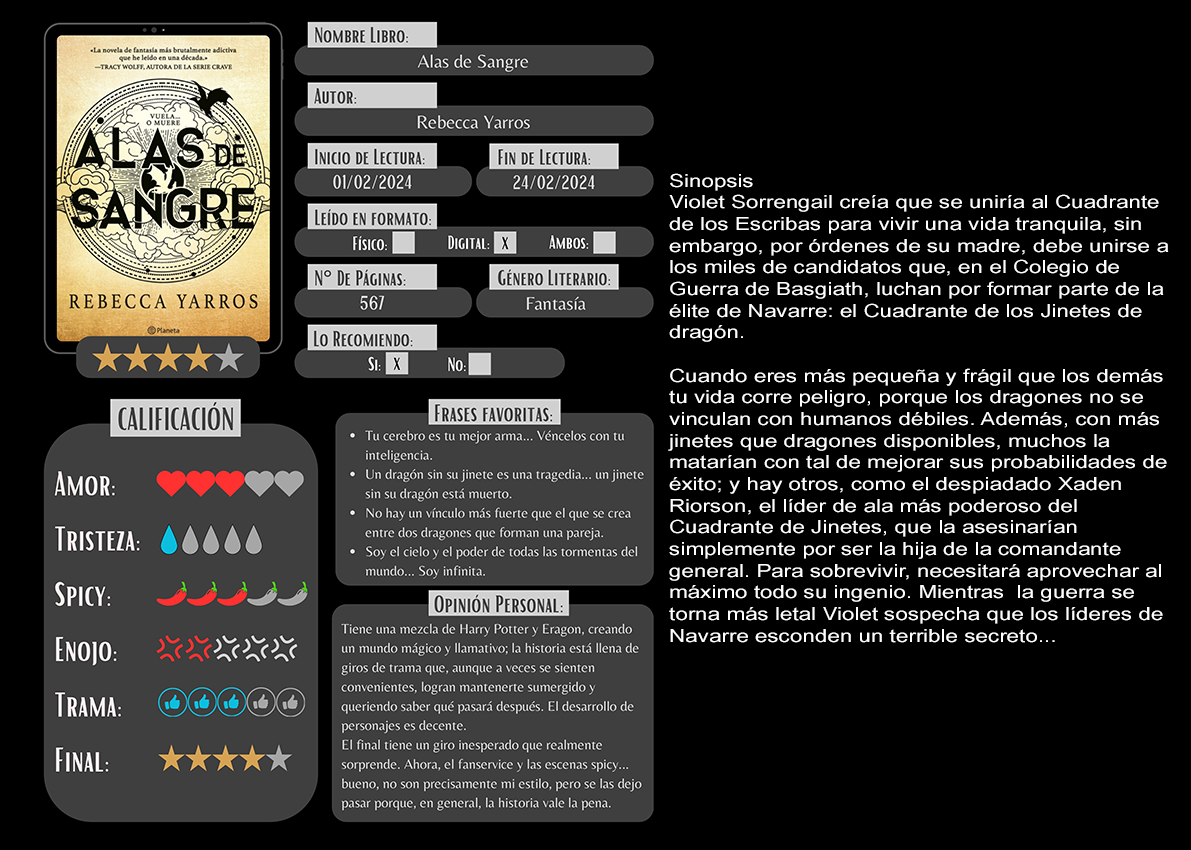 «La novela de fantasía más brutalmente adictiva
que he leído en una década.»
—TRACY WOLFF, AUTORA DE LA SERIE CRAVE
VUELA...
O MUERE
ALAS DE
SANGRE
REBECCA YARROS
Planeta
NOMBRE LIBRO:
Alas de Sangre
AUTOR:
Rebecca Yarros
INICIO DE LECTURA:
01/02/2024
FIN DE LECTURA:
24/02/2024
LEÍDO EN FORMATO:
FÍSICO:
DIGITAL: X
AMBOS:
N° DE PÁGINAS:
567
GÉNERO LITERARIO:
Fantasía
LO RECOMIENDO:
SI: X
NO:
CALIFICACIÓN
AMOR:
TRISTEZA:
SPICY:
ENOJO:
TRAMA:
FINAL:
FRASES FAVORITAS:
• Tu cerebro es tu mejor arma... Véncelos con tu
inteligencia.
• Un dragón sin su jinete es una tragedia... un jinete
sin su dragón está muerto.
• No hay un vínculo más fuerte que el que se crea
entre dos dragones que forman una pareja.
• Soy el cielo y el poder de todas las tormentas del
mundo... Soy infinita.
OPINIÓN PERSONAL:
Tiene una mezcla de Harry Potter y Eragon, creando
un mundo mágico y llamativo; la historia está llena de
giros de trama que, aunque a veces se sienten
convenientes, logran mantenerte sumergido y
queriendo saber qué pasará después. El desarrollo de
personajes es decente.
El final tiene un giro inesperado que realmente
sorprende. Ahora, el fanservice y las escenas spicy...
bueno, no son precisamente mi estilo, pero se las dejo
pasar porque, en general, la historia vale la pena.
Sinopsis
Violet Sorrengail creía que se uniría al Cuadrante
de los Escribas para vivir una vida tranquila, sin
embargo, por órdenes de su madre, debe unirse a
los miles de candidatos que, en el Colegio de
Guerra de Basgiath, luchan por formar parte de la
élite de Navarre: el Cuadrante de los Jinetes de
dragón.
Cuando eres más pequeña y frágil que los demás
tu vida corre peligro, porque los dragones no se
vinculan con humanos débiles. Además, con más
jinetes que dragones disponibles, muchos la
matarían con tal de mejorar sus probabilidades de
éxito; y hay otros, como el despiadado Xaden
Riorson, el líder de ala más poderoso del
Cuadrante de Jinetes, que la asesinarían
simplemente por ser la hija de la comandante
general. Para sobrevivir, necesitará aprovechar al
máximo todo su ingenio. Mientras  la guerra se
torna más letal Violet sospecha que los líderes de
Navarre esconden un terrible secreto...